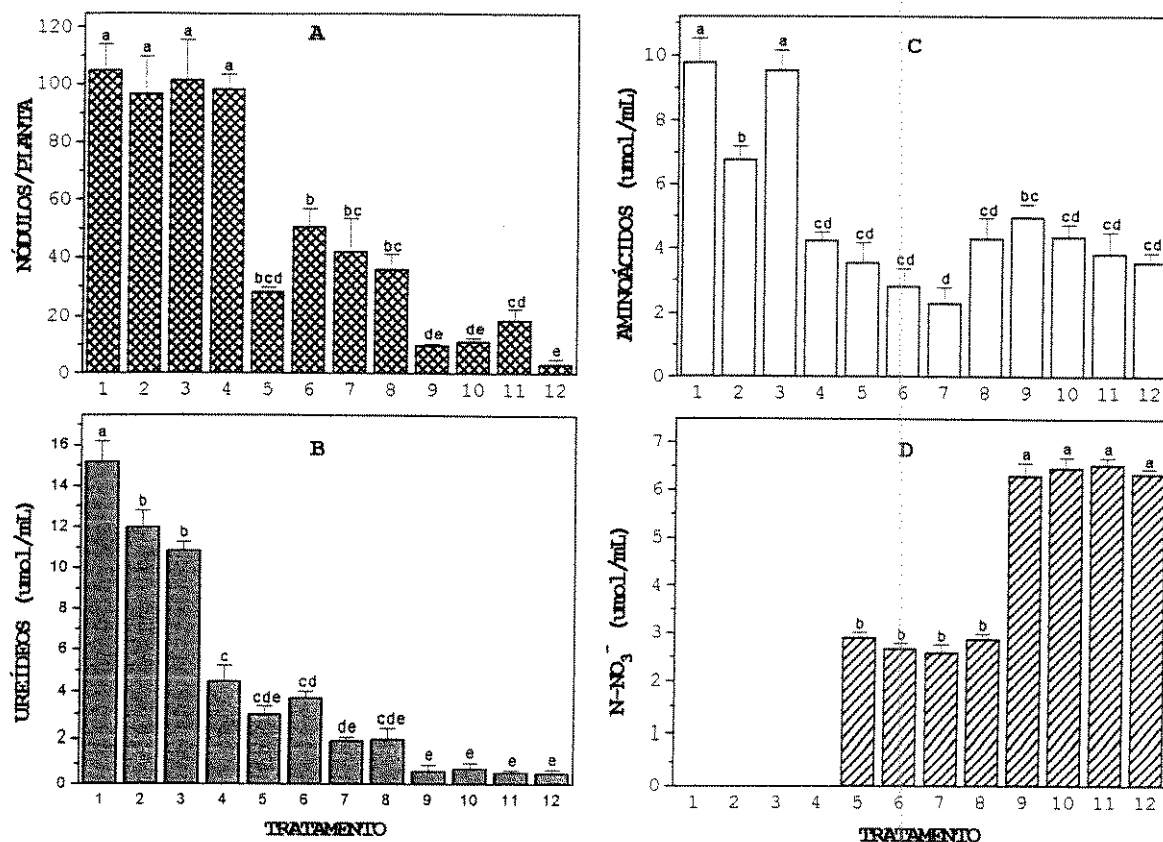 A
NÓDULOS/PLANTA
120
100
80
60
40
20
0
a
a
a
a
bcd
b
bc
bc
de
de
cd
e
1 2 3 4 5 6 7 8 9 10 11 12
C
AMINOÁCIDOS (umol/mL)
10
8
6
4
2
0
a
b
a
cd
cd
cd
d
cd
bc
cd
cd
cd
1 2 3 4 5 6 7 8 9 10 11 12
B
UREÍDEOS (umol/mL)
16
14
12
10
8
6
4
2
0
a
b
b
c
cde
cd
de
cde
e
e
e
e
1 2 3 4 5 6 7 8 9 10 11 12
TRATAMENTO
D
N-NO₃⁻ (umol/mL)
7
6
5
4
3
2
1
0
b
b
b
b
a
a
a
a
1 2 3 4 5 6 7 8 9 10 11 12
TRATAMENTO